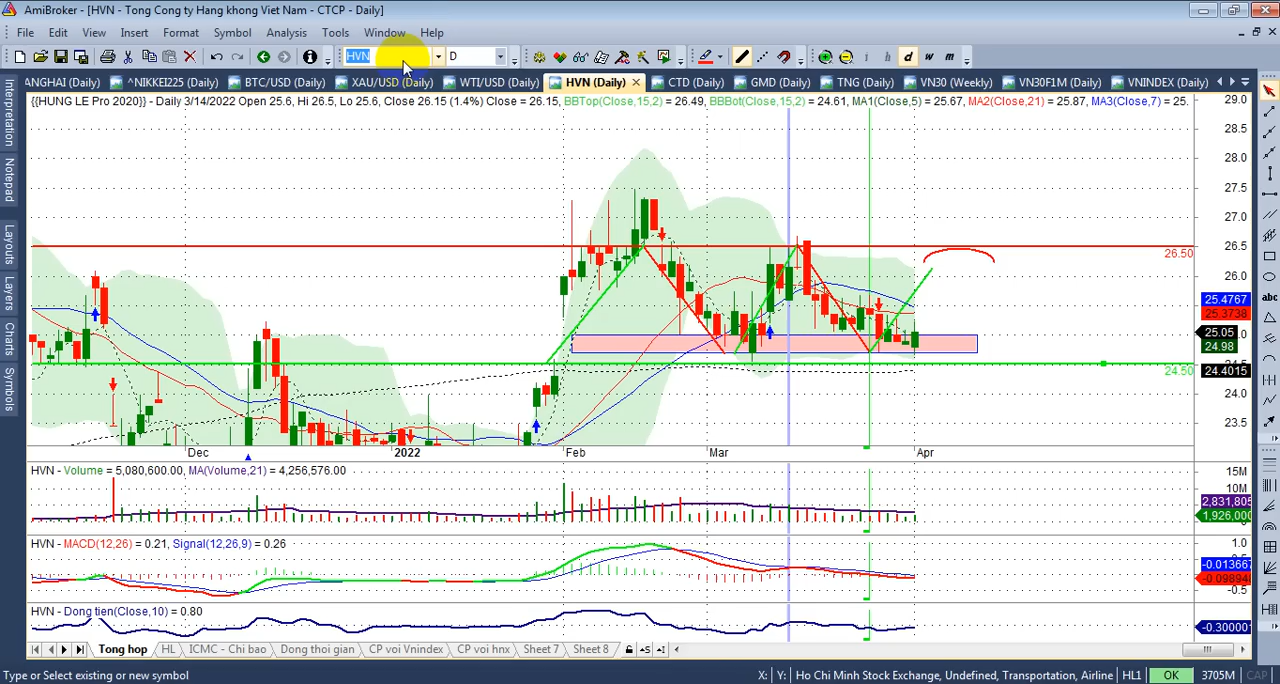 AmiBroker - [HVN - Tong Cong ty Hang khong Viet Nam - CTCP - Daily]
File Edit View Insert Format Symbol Analysis Tools Window Help
HVN D h d w m
ANGHAI (Daily) ^NIKKEI225 (Daily) BTC/USD (Daily) XAU/USD (Daily) WTI/USD (Daily) HVN (Daily) CTD (Daily) GMD (Daily) TNG (Daily) VN30 (Weekly) VN30F1M (Daily) VNINDEX (Daily)
{{HUNG LE Pro 2020}} - Daily 3/14/2022 Open 25.6, Hi 26.5, Lo 25.6, Close 26.15 (1.4%) Close = 26.15, BBTop(Close,15,2) = 26.49, BBBot(Close,15,2) = 24.61, MA1(Close,5) = 25.67, MA2(Close,21) = 25.87, MA3(Close,7) = 25.
Interpretation
Notepad
Layouts
Layers
Charts
Symbols
abc
29.0
28.5
28.0
27.5
27.0
26.5
26.50
26.0
25.4767
25.3738
25.05
24.98
24.50
24.4015
24.0
23.5
Dec 2022 Feb Mar Apr
HVN - Volume = 5,080,600.00, MA(Volume,21) = 4,256,576.00
15M
10M
2,831,805
1,926,000
HVN - MACD(12,26) = 0.21, Signal(12,26,9) = 0.26
1.0
-0.01366
-0.09894
-0.5
HVN - Dong tien(Close,10) = 0.80
-0.30000
Tong hop HL ICMC - Chi bao Dong thoi gian CP voi Vnindex CP voi hnx Sheet 7 Sheet 8
Type or Select existing or new symbol X: Y: Ho Chi Minh Stock Exchange, Undefined, Transportation, Airline HL1 OK 3705M CAP